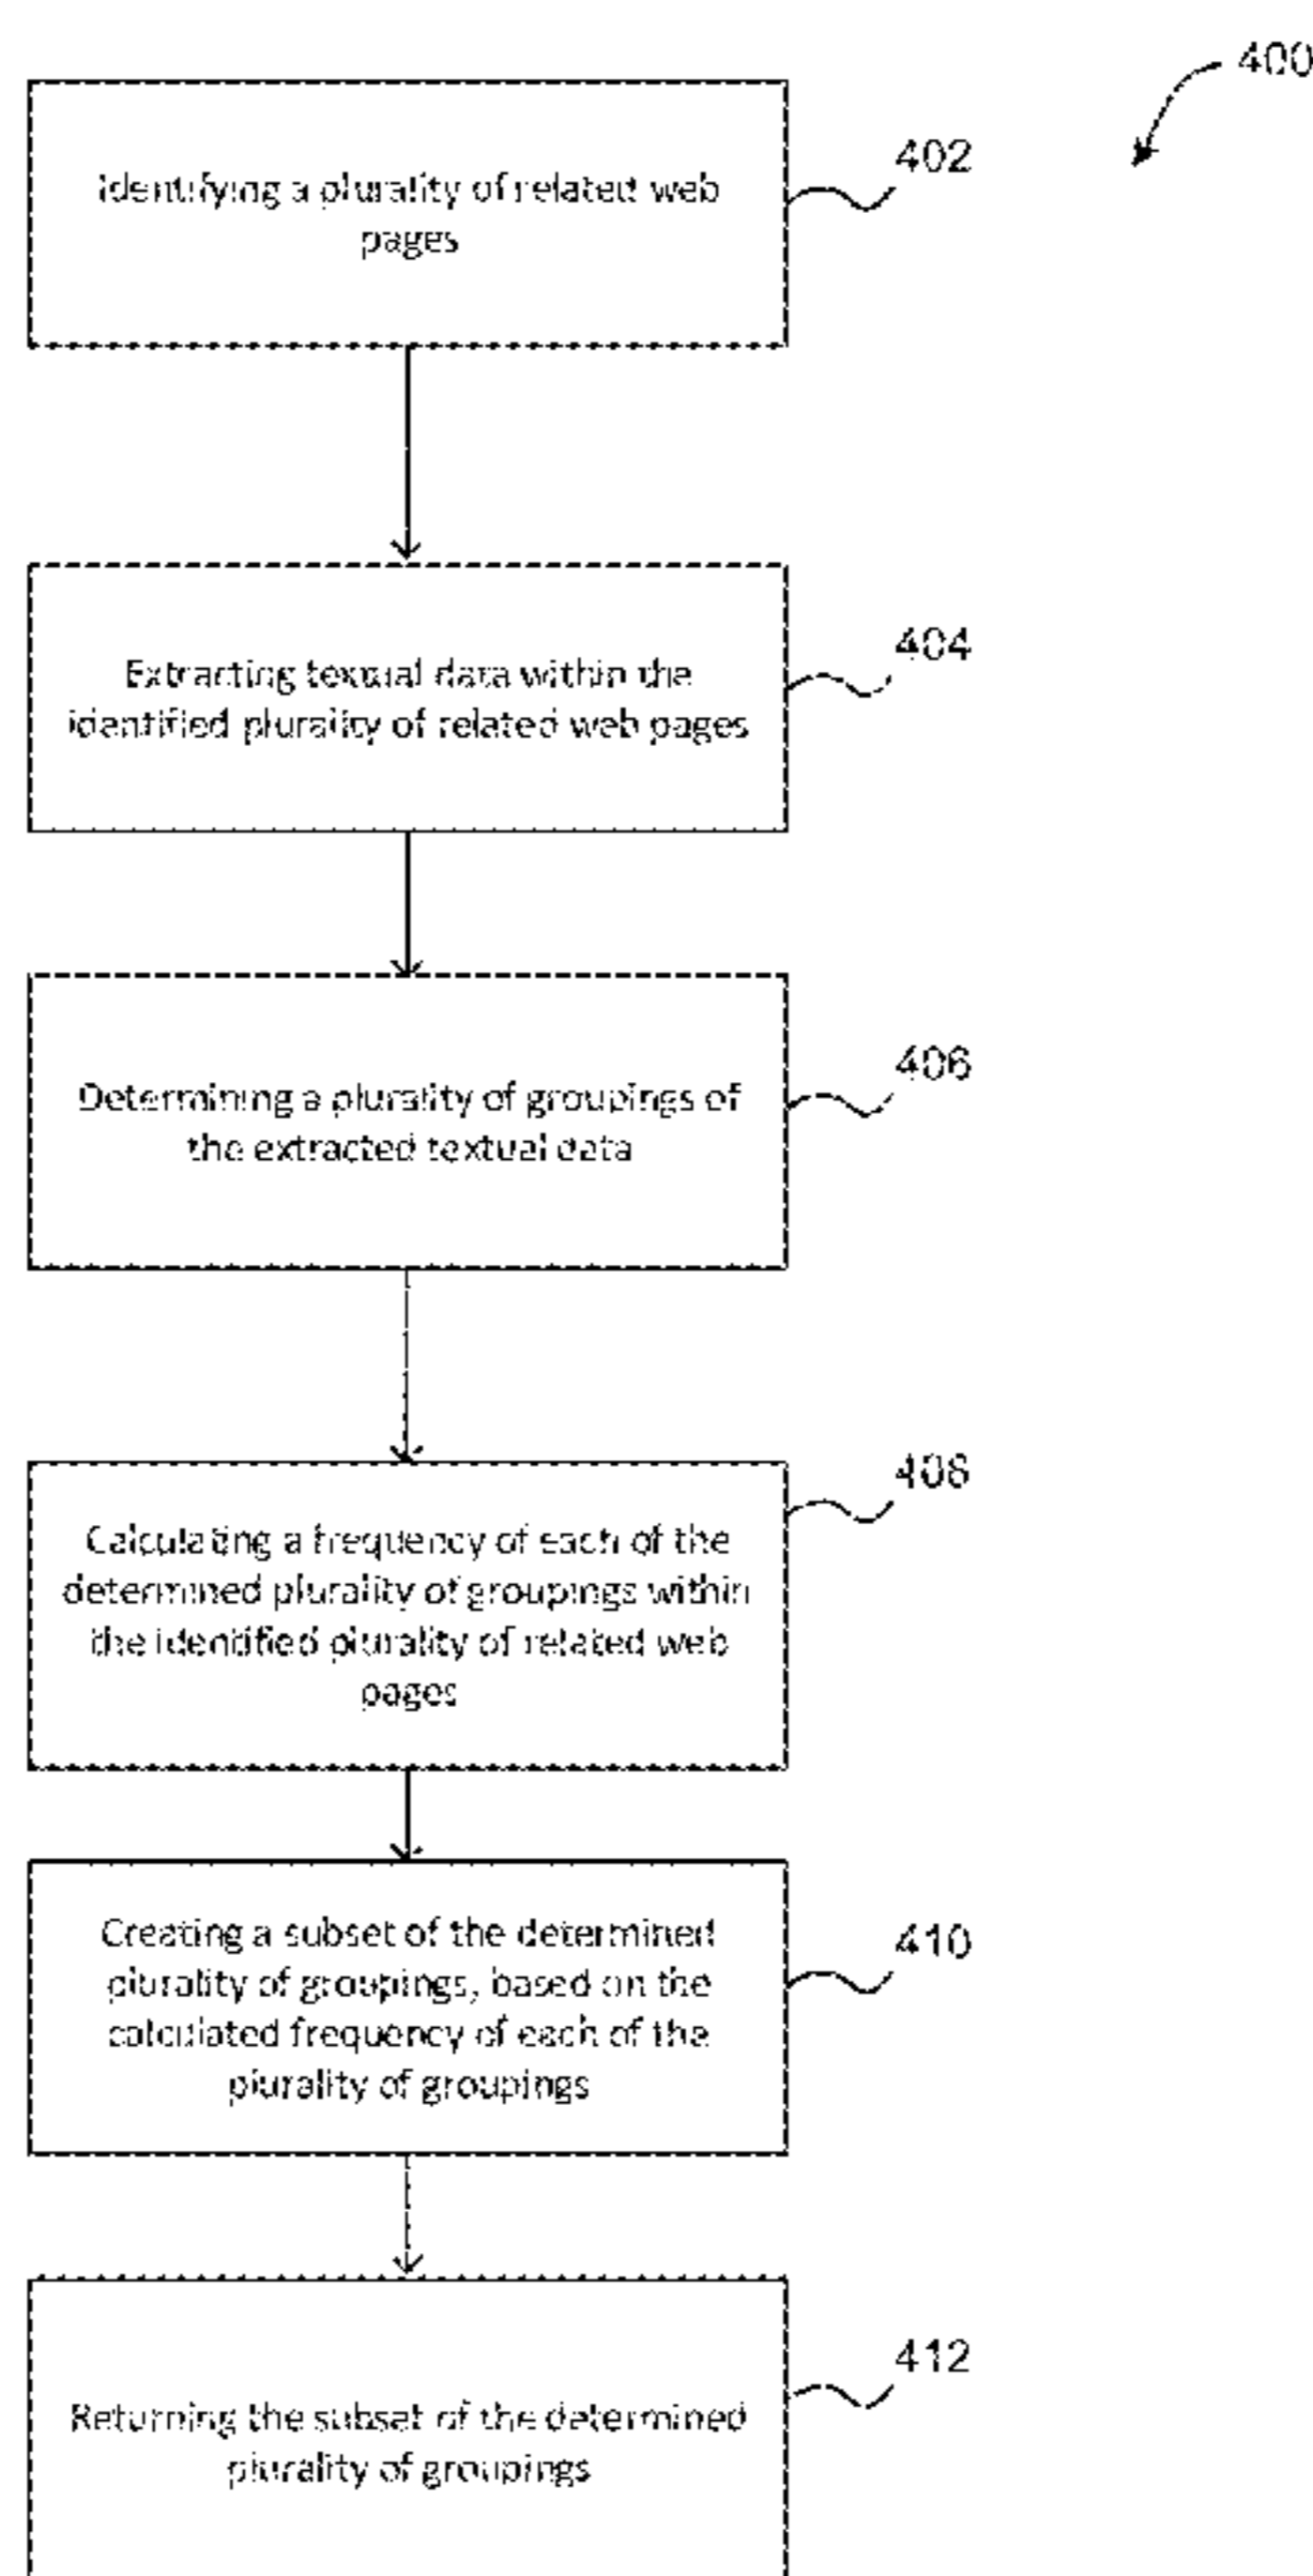 400
Identifying a plurality of related web
pages
402
Extracting textual data within the
identified plurality of related web pages
404
Determining a plurality of groupings of
the extracted textual data
406
Calculating a frequency of each of the
determined plurality of groupings within
the identified plurality of related web
pages
408
Creating a subset of the determined
plurality of groupings, based on the
calculated frequency of each of the
plurality of groupings
410
Returning the subset of the determined
plurality of groupings
412